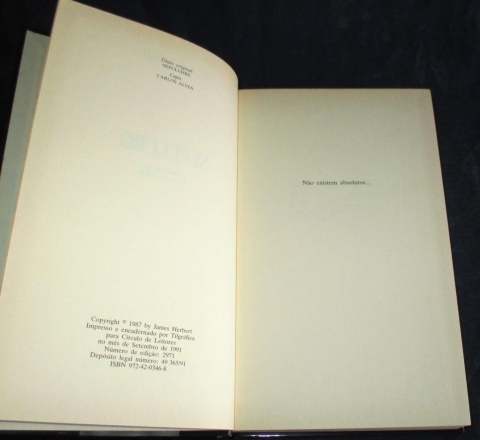 Título original:
SEPULCHRE
Capa:
CARLOS ALVES
Copyright © 1987 by James Herbert
Impresso e encadernado por Tilgráfica
para Círculo de Leitores
no mês de Setembro de 1991
Número de edição: 2971
Depósito legal número: 49 365/91
ISBN 972-42-0346-8
Não existem absolutos...